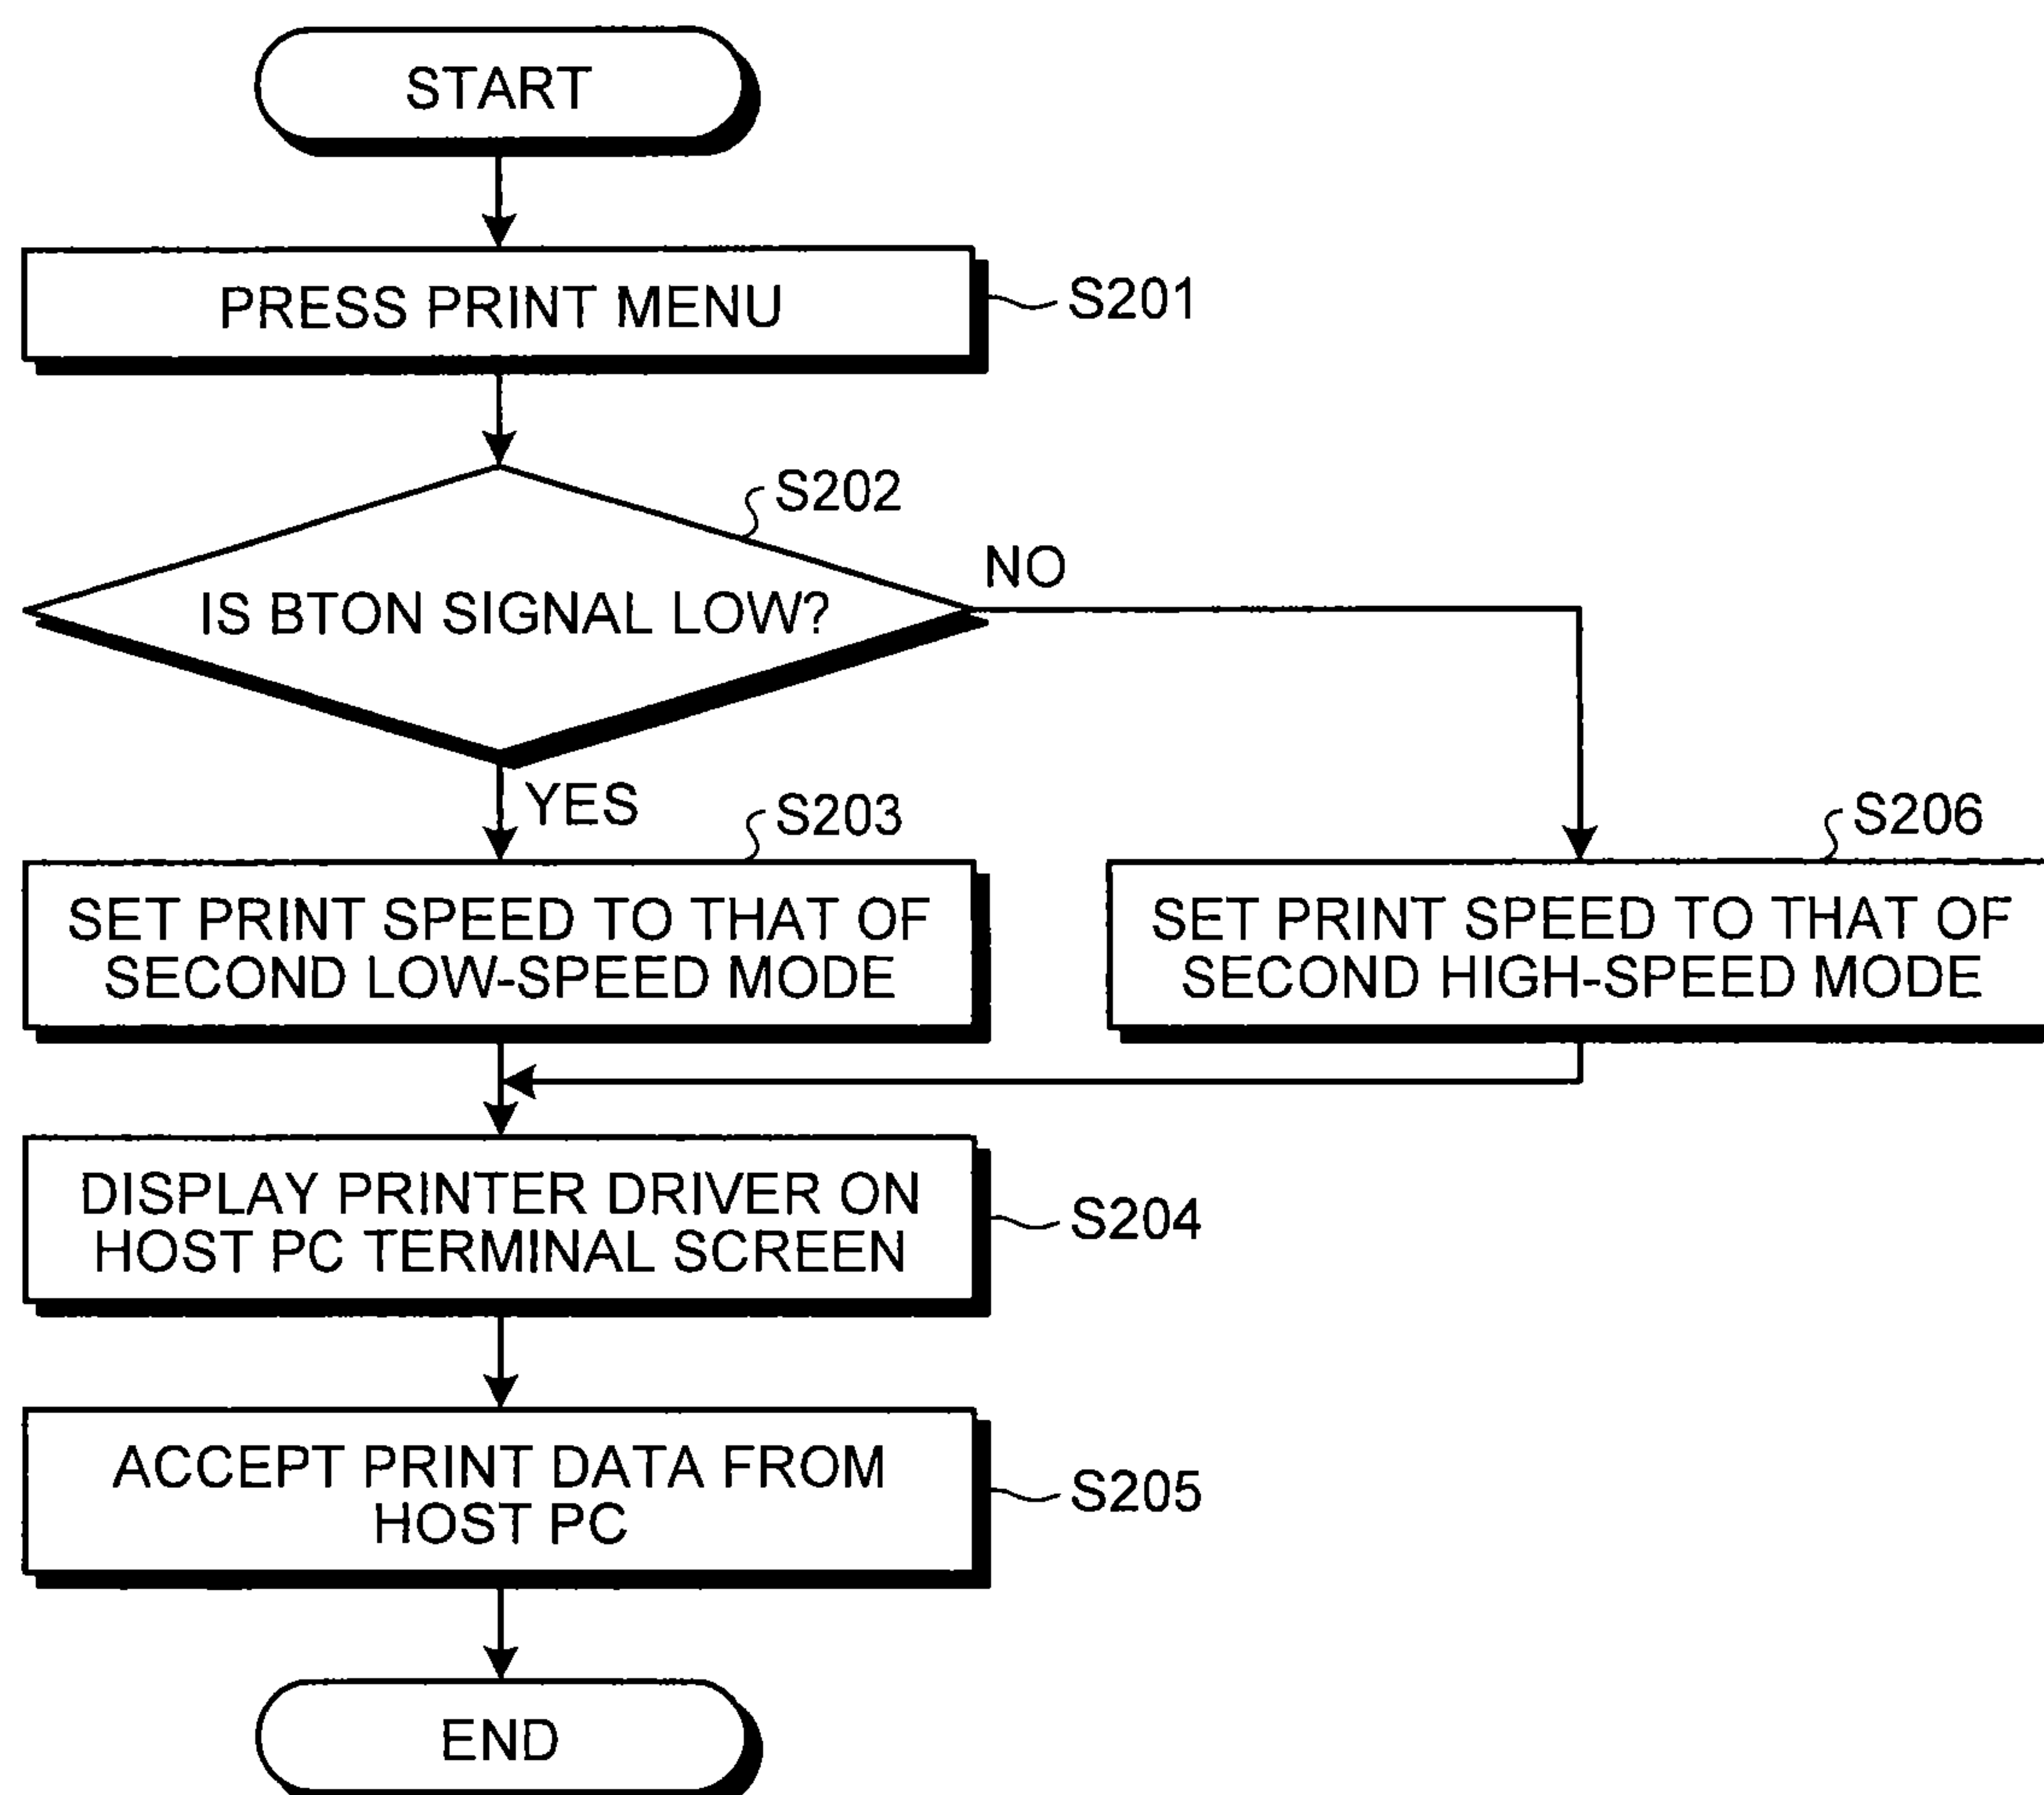 START
PRESS PRINT MENU
S201
S202
IS BTON SIGNAL LOW?
NO
YES
S203
SET PRINT SPEED TO THAT OF
SECOND LOW-SPEED MODE
S206
SET PRINT SPEED TO THAT OF
SECOND HIGH-SPEED MODE
DISPLAY PRINTER DRIVER ON
HOST PC TERMINAL SCREEN
S204
ACCEPT PRINT DATA FROM
HOST PC
S205
END